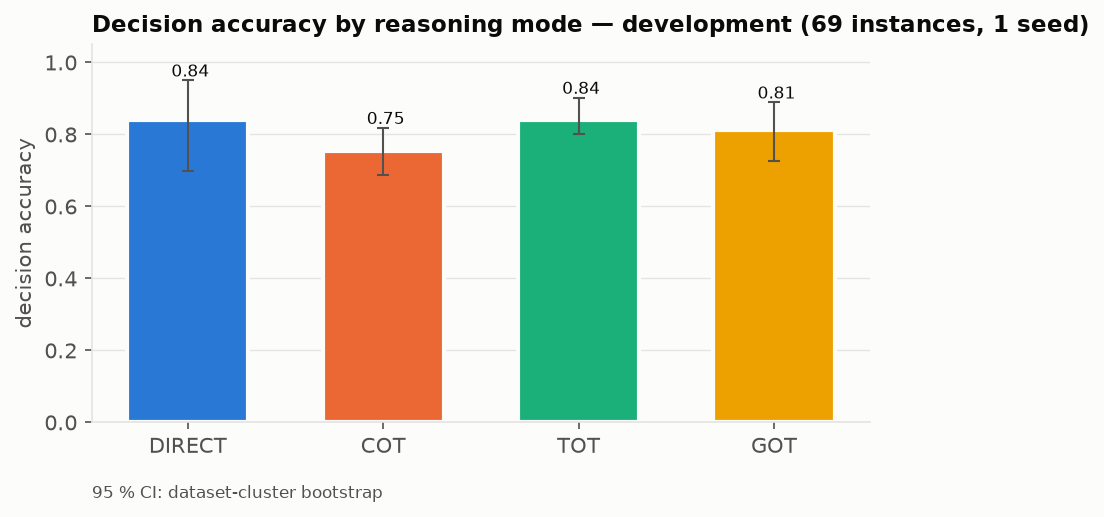 Decision accuracy by reasoning mode — development (69 instances, 1 seed)
decision accuracy
1.0
0.8
0.6
0.4
0.2
0.0
0.84
0.75
0.84
0.81
DIRECT
COT
TOT
GOT
95 % CI: dataset-cluster bootstrap